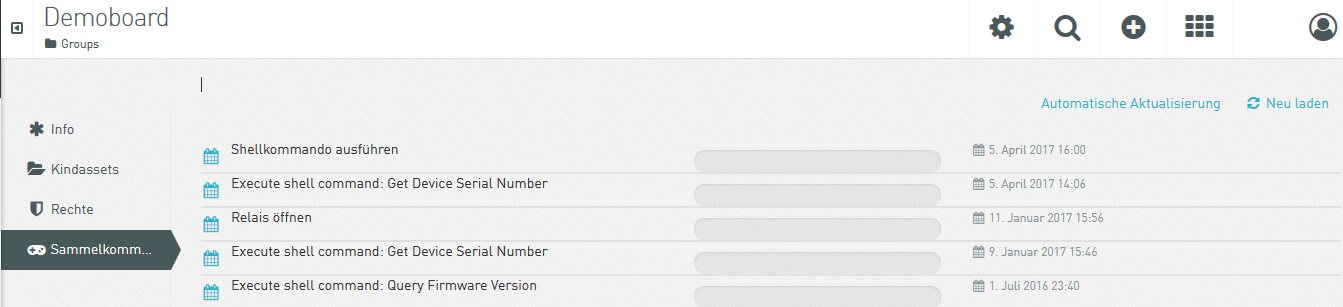 Demoboard
Groups
Automatische Aktualisierung Neu laden
Info
Kindassets
Rechte
Sammelkomm...
Shellkommando ausführen 5. April 2017 16:00
Execute shell command: Get Device Serial Number 5. April 2017 14:06
Relais öffnen 11. Januar 2017 15:56
Execute shell command: Get Device Serial Number 9. Januar 2017 15:46
Execute shell command: Query Firmware Version 1. Juli 2016 23:40